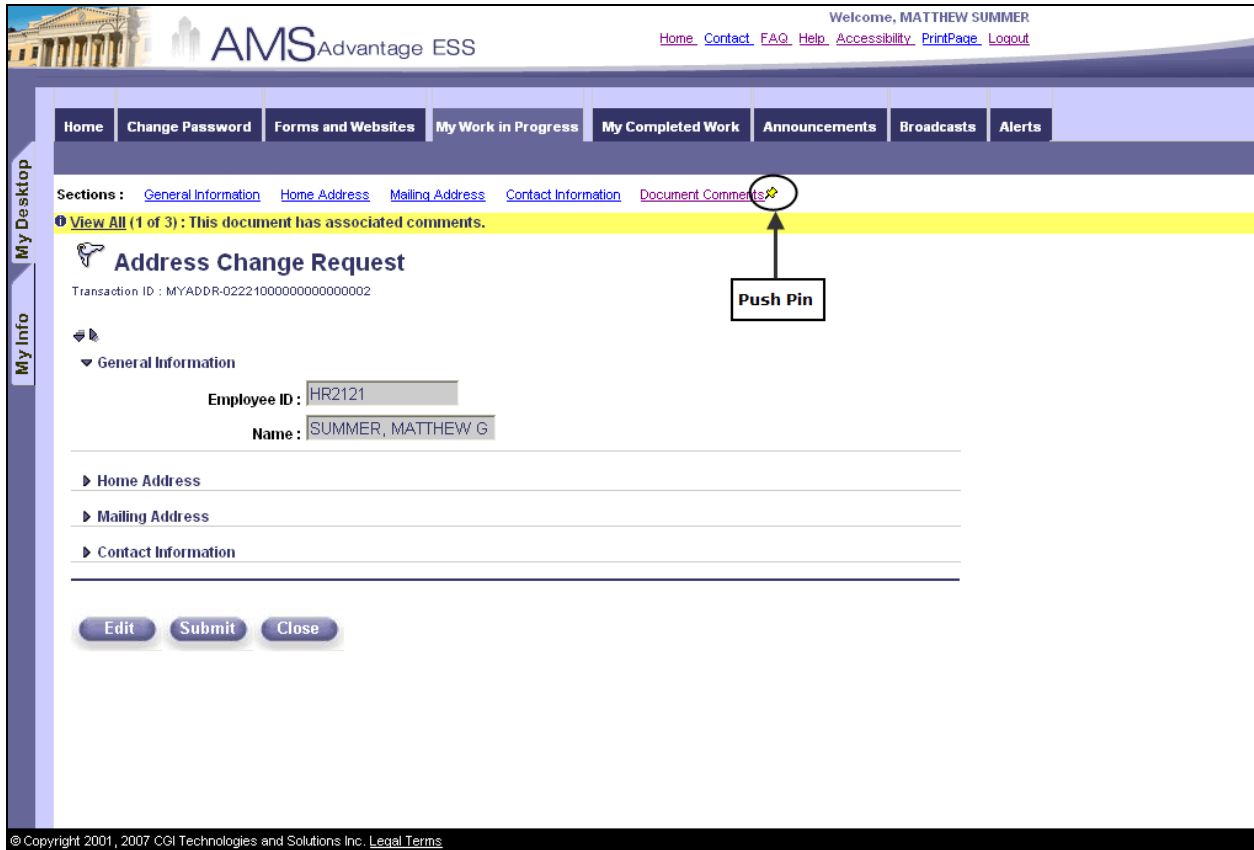 Welcome, MATTHEW SUMMER
AMSAdvantage ESS
Home Contact FAQ Help Accessibility PrintPage Logout
Home Change Password Forms and Websites My Work in Progress My Completed Work Announcements Broadcasts Alerts
My Desktop
My Info
Sections : General Information Home Address Mailing Address Contact Information Document Comments
View All (1 of 3) : This document has associated comments.
Address Change Request
Transaction ID : MYADDR-02221000000000000002
Push Pin
General Information
Employee ID : HR2121
Name : SUMMER, MATTHEW G
Home Address
Mailing Address
Contact Information
Edit Submit Close
© Copyright 2001, 2007 CGI Technologies and Solutions Inc. Legal Terms